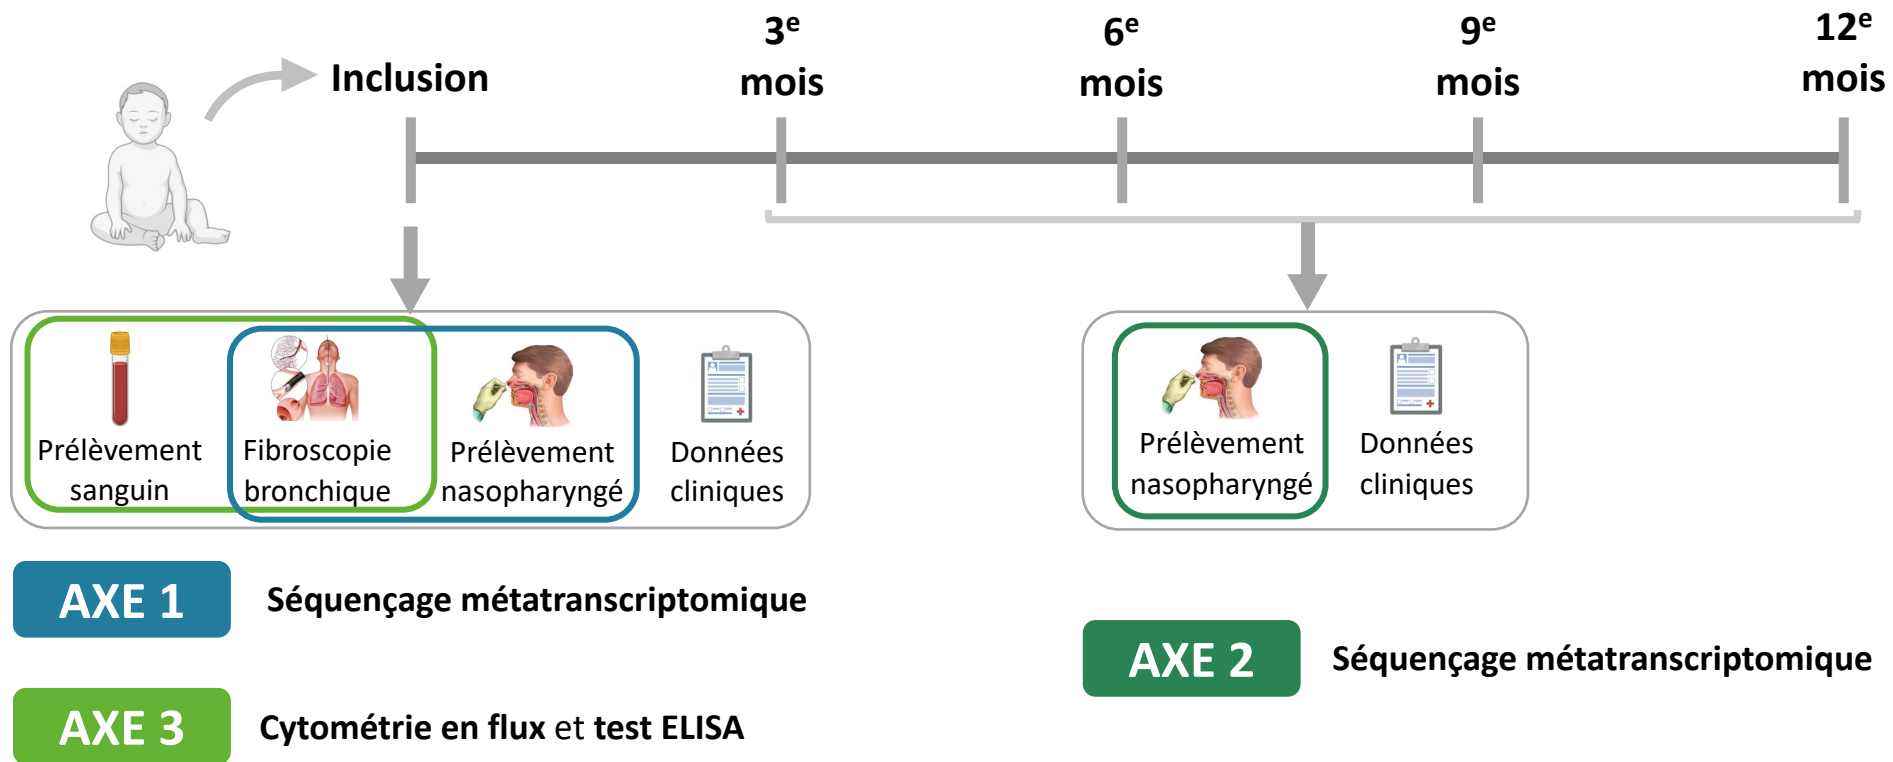 Inclusion
3e
mois
6e
mois
9e
mois
12e
mois
Prélèvement
sanguin
Fibroscopie
bronchique
Prélèvement
nasopharyngé
Données
cliniques
Prélèvement
nasopharyngé
Données
cliniques
AXE 1
Séquençage métatranscriptomique
AXE 2
Séquençage métatranscriptomique
AXE 3
Cytométrie en flux et test ELISA